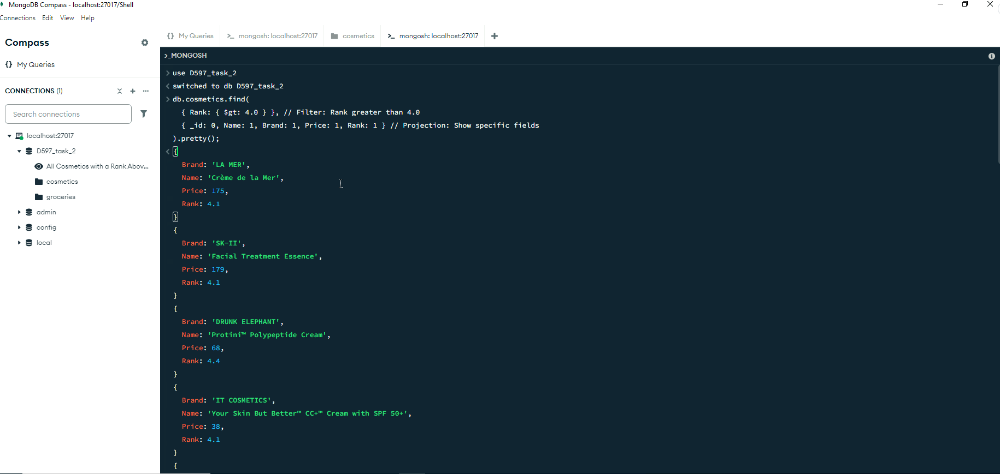 MongoDB Compass - localhost:27017/Shell
Connections Edit View Help
Compass
{} My Queries
CONNECTIONS (1)
Search connections
localhost:27017
D597_task_2
All Cosmetics with a Rank Abov...
cosmetics
groceries
admin
config
local
{} My Queries >_ mongosh: localhost:27017 cosmetics >_ mongosh: localhost:27017
>_MONGOSH
> use D597_task_2
< switched to db D597_task_2
> db.cosmetics.find(
{ Rank: { $gt: 4.0 } }, // Filter: Rank greater than 4.0
{ _id: 0, Name: 1, Brand: 1, Price: 1, Rank: 1 } // Projection: Show specific fields
).pretty();
< {
Brand: 'LA MER',
Name: 'Crème de la Mer',
Price: 175,
Rank: 4.1
}
{
Brand: 'SK-II',
Name: 'Facial Treatment Essence',
Price: 179,
Rank: 4.1
}
{
Brand: 'DRUNK ELEPHANT',
Name: 'Protini™ Polypeptide Cream',
Price: 68,
Rank: 4.4
}
{
Brand: 'IT COSMETICS',
Name: 'Your Skin But Better™ CC+™ Cream with SPF 50+',
Price: 38,
Rank: 4.1
}
{